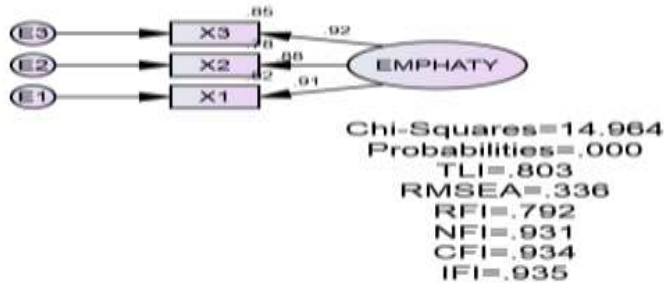 .85
E3 X3 .92
.78
E2 X2 .88 EMPHATY
.82 .91
E1 X1
Chi-Squares=14.964
Probabilities=.000
TLI=.803
RMSEA=.336
RFI=.792
NFI=.931
CFI=.934
IFI=.935